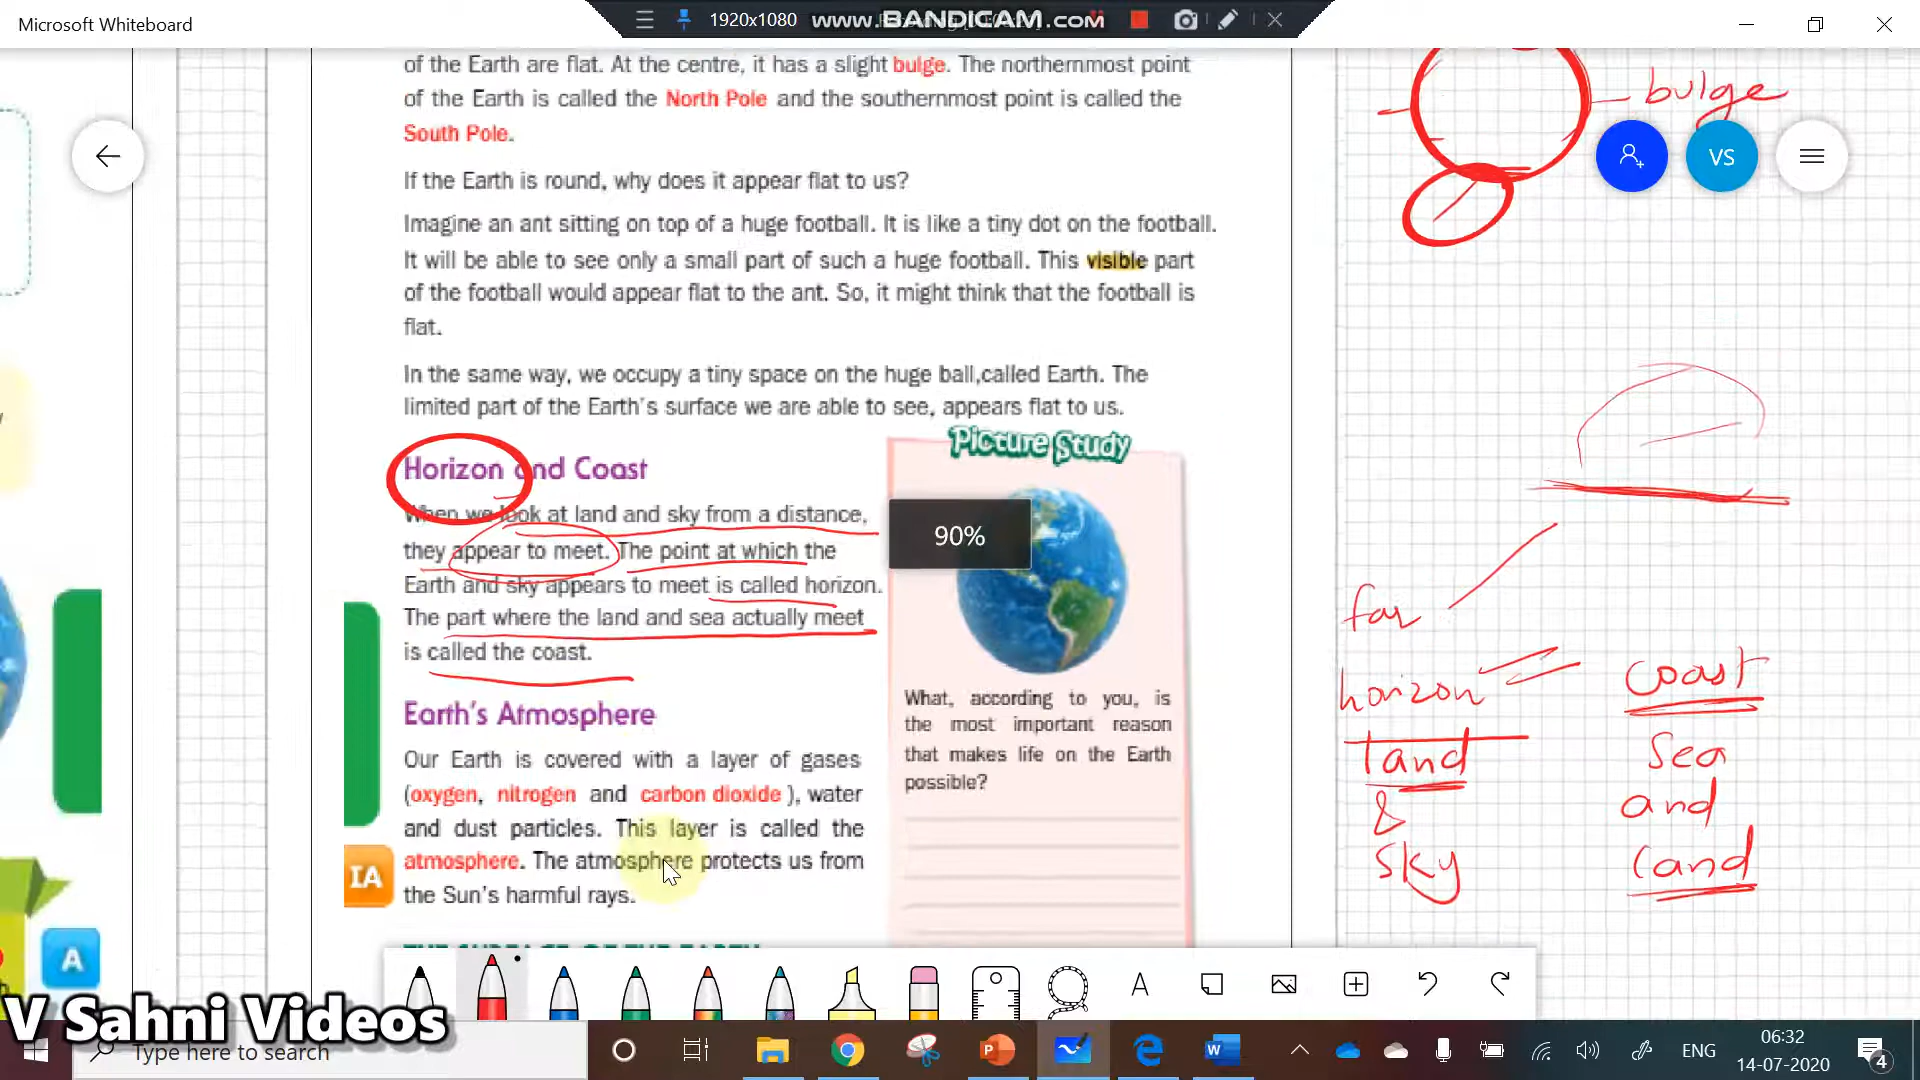 Microsoft Whiteboard
1920x1080
www.BANDICAM.com
of the Earth are flat. At the centre, it has a slight bulge. The northernmost point
of the Earth is called the North Pole and the southernmost point is called the
South Pole.
If the Earth is round, why does it appear flat to us?
Imagine an ant sitting on top of a huge football. It is like a tiny dot on the football.
It will be able to see only a small part of such a huge football. This visible part
of the football would appear flat to the ant. So, it might think that the football is
flat.
In the same way, we occupy a tiny space on the huge ball,called Earth. The
limited part of the Earth's surface we are able to see, appears flat to us.
Horizon and Coast
When we look at land and sky from a distance,
they appear to meet. The point at which the
Earth and sky appears to meet is called horizon.
The part where the land and sea actually meet
is called the coast.
Earth's Atmosphere
Our Earth is covered with a layer of gases
(oxygen, nitrogen and carbon dioxide ), water
and dust particles. This layer is called the
atmosphere. The atmosphere protects us from
the Sun's harmful rays.
Picture Study
90%
What, according to you, is
the most important reason
that makes life on the Earth
possible?
bulge
VS
far
horizon
land
&
sky
coast
sea
and
land
IA
A
A
V Sahni Videos
Type here to search
ENG
06:32
14-07-2020
4